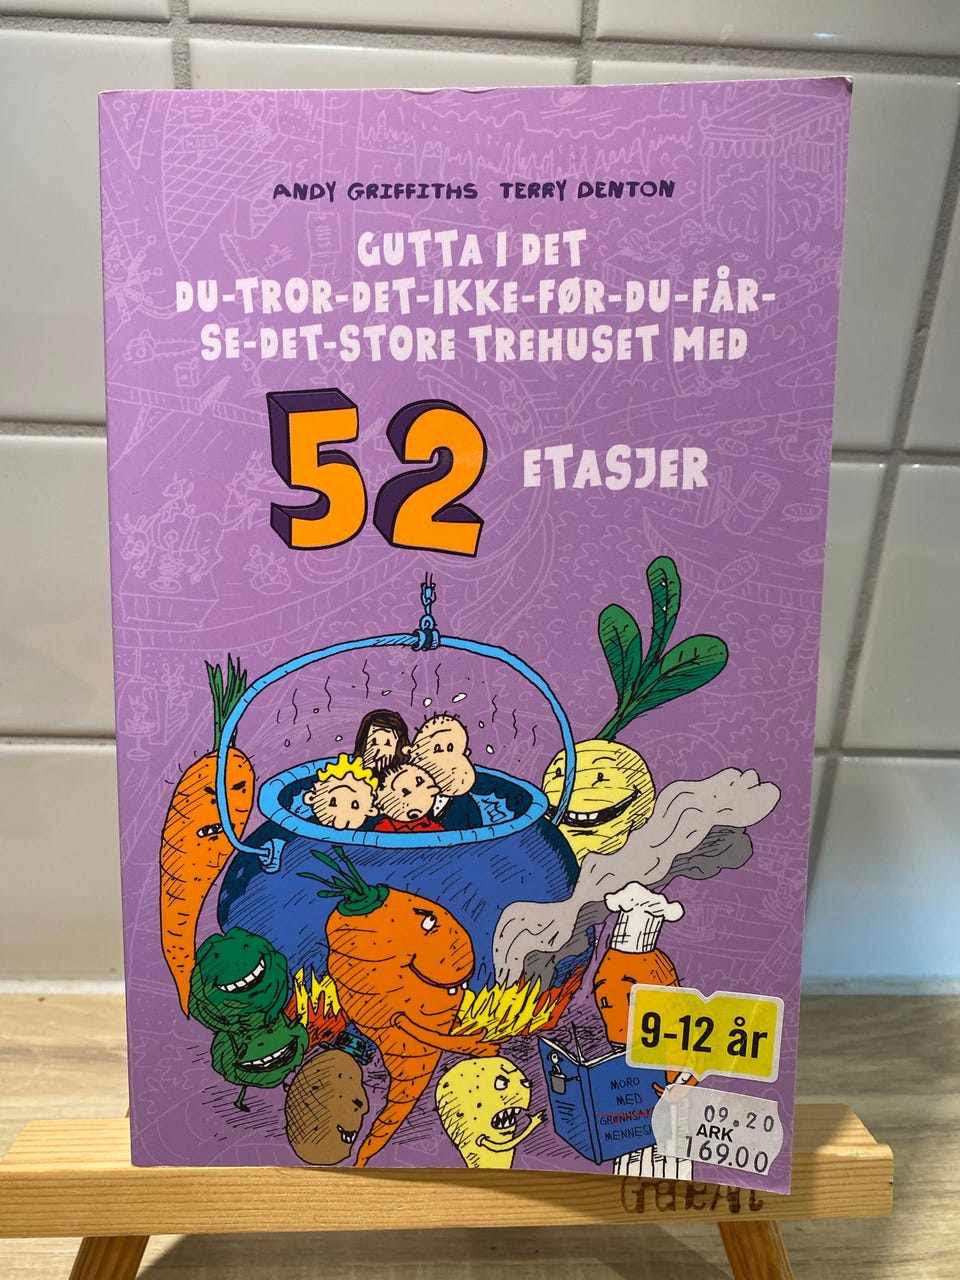 ANDY GRIFFITHS TERRY DENTON
GUTTA I DET
DU-TROR-DET-IKKE-FØR-DU-FÅR-
SE-DET-STORE TREHUSET MED
52 ETASJER
MORO
MED
MENNESK
9-12 år
09.20
ARK
169.00